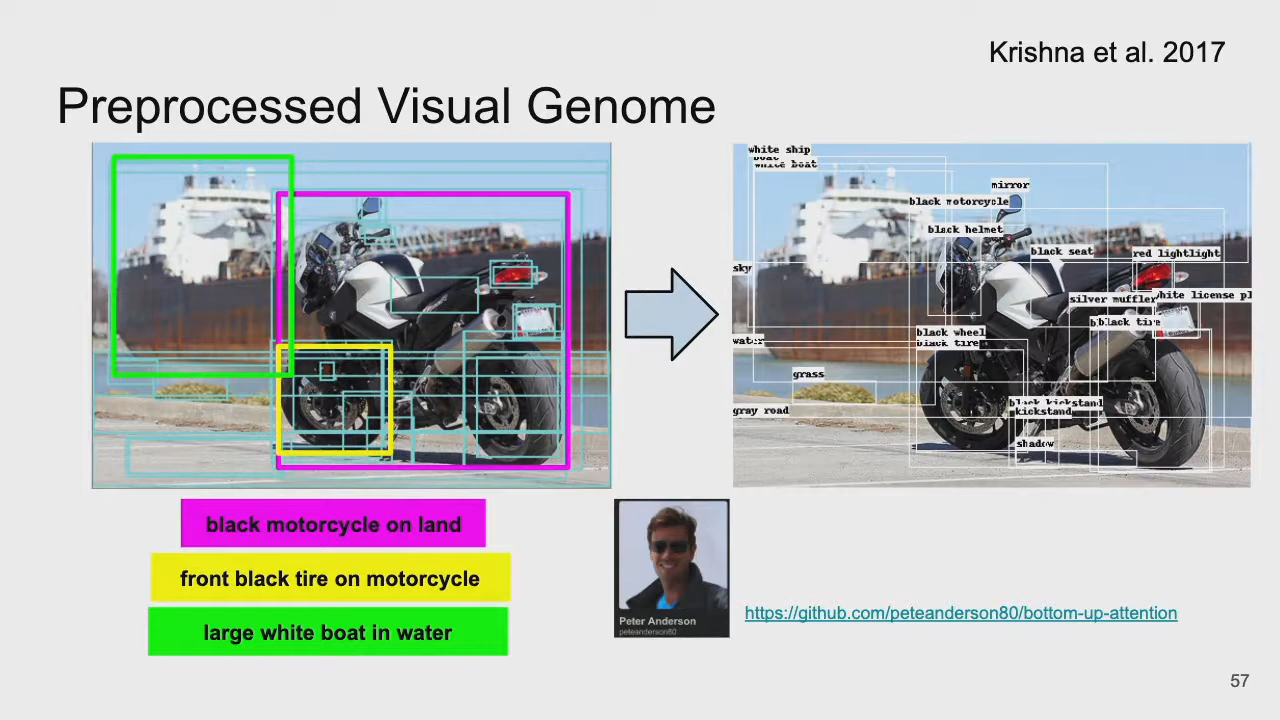 Krishna et al. 2017
Preprocessed Visual Genome
white ship
boat
white boat
mirror
black motorcycle
black helmet
black seat
red lightlight
sky
silver muffler
white license pl
black tire
black wheel
black tire
water
grass
black kickstand
kickstand
gray road
shadow
black motorcycle on land
front black tire on motorcycle
large white boat in water
Peter Anderson
peteanderson80
https://github.com/peteanderson80/bottom-up-attention
57